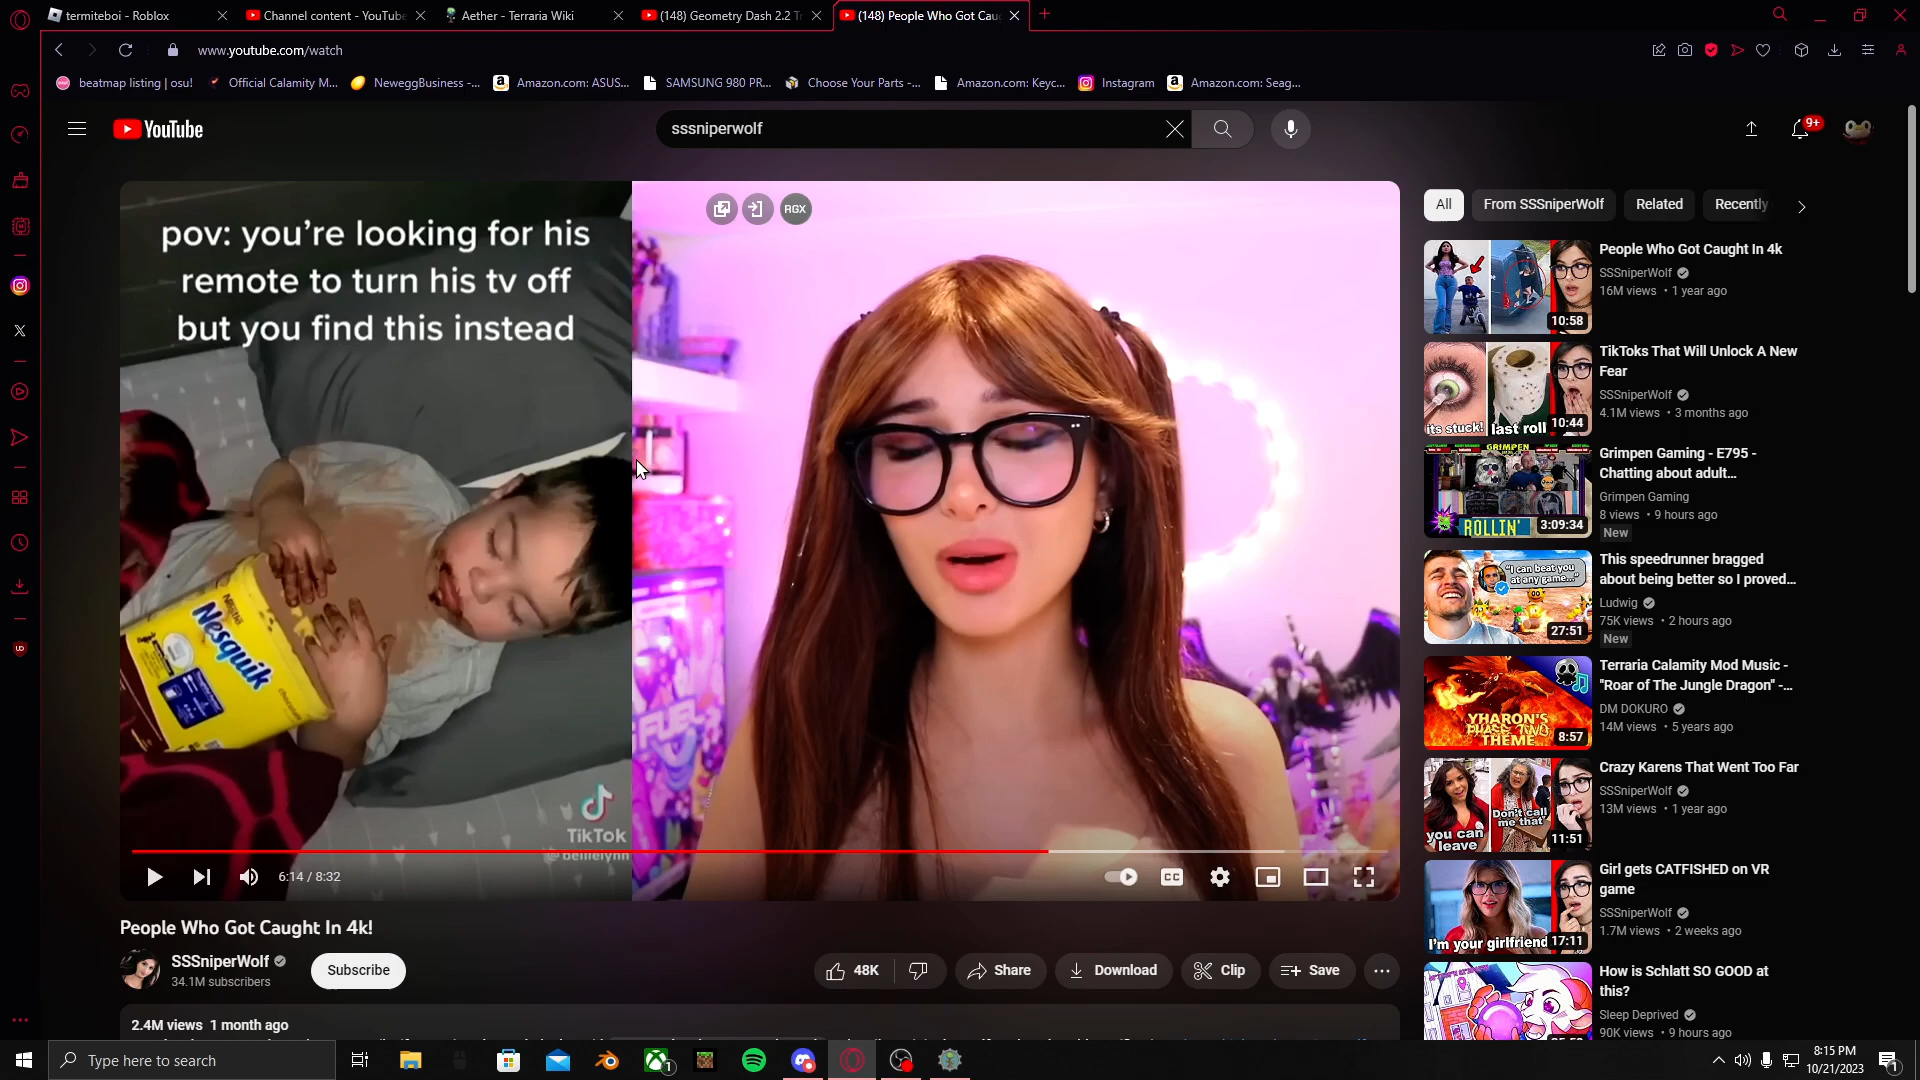 termiteboi - Roblox
Channel content - YouTube
Aether - Terraria Wiki
(148) Geometry Dash 2.2 Tr
(148) People Who Got Cau
www.youtube.com/watch
beatmap listing | osu!
Official Calamity M...
NeweggBusiness -...
Amazon.com: ASUS...
SAMSUNG 980 PR...
Choose Your Parts -...
Amazon.com: Keyc...
Instagram
Amazon.com: Seag...
YouTube
sssniperwolf
9+
pov: you're looking for his
remote to turn his tv off
but you find this instead
RGX
Nestle
Nesquik
FUEL
TikTok
@beilielynn
6:14 / 8:32
CC
People Who Got Caught In 4k!
SSSniperWolf
34.1M subscribers
Subscribe
48K
Share
Download
Clip
Save
2.4M views 1 month ago
All
From SSSniperWolf
Related
Recently
People Who Got Caught In 4k
SSSniperWolf
16M views • 1 year ago
10:58
TikToks That Will Unlock A New
Fear
SSSniperWolf
4.1M views • 3 months ago
its stuck!
last roll
10:44
Grimpen Gaming - E795 -
Chatting about adult...
Grimpen Gaming
8 views • 9 hours ago
New
GRIMPEN
ROLLIN'
3:09:34
This speedrunner bragged
about being better so I proved...
Ludwig
75K views • 2 hours ago
New
"I can beat you
at any game..."
27:51
Terraria Calamity Mod Music -
"Roar of The Jungle Dragon" -...
DM DOKURO
14M views • 5 years ago
YHARON'S
PHASE TWO
THEME
8:57
Crazy Karens That Went Too Far
SSSniperWolf
13M views • 1 year ago
you can
leave
Don't call
me that
11:51
Girl gets CATFISHED on VR
game
SSSniperWolf
1.7M views • 2 weeks ago
I'm your girlfriend
17:11
How is Schlatt SO GOOD at
this?
Sleep Deprived
90K views • 9 hours ago
Type here to search
1
8:15 PM
10/21/2023
1